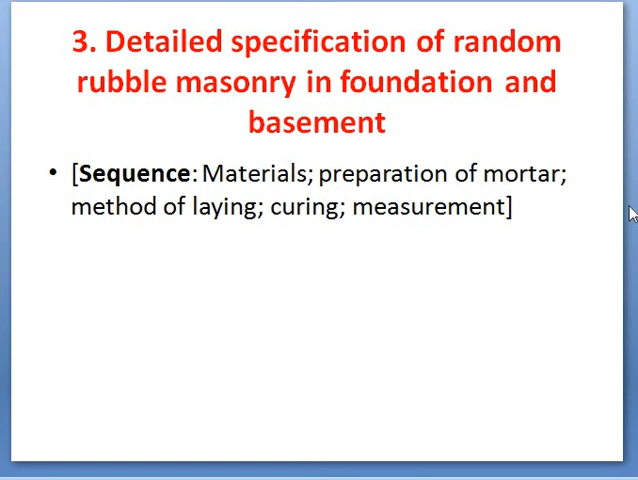 3. Detailed specification of random
rubble masonry in foundation and
basement
• [Sequence: Materials; preparation of mortar;
method of laying; curing; measurement]